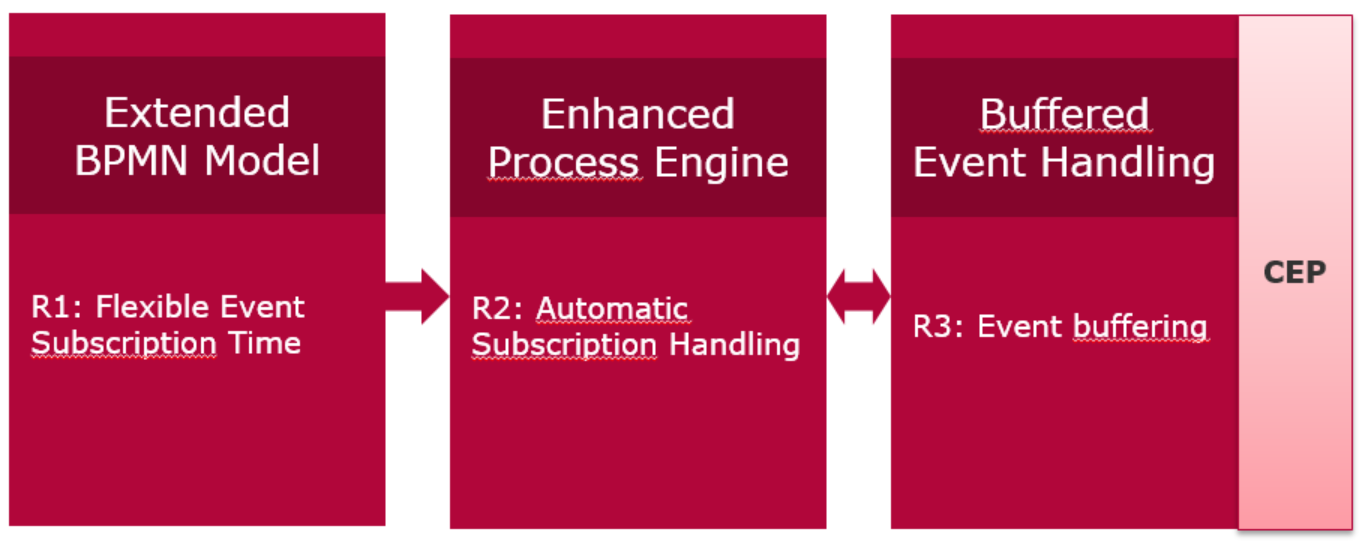 Extended
BPMN Model
R1: Flexible Event
Subscription Time
Enhanced
Process Engine
R2: Automatic
Subscription Handling
Buffered
Event Handling
R3: Event buffering
CEP